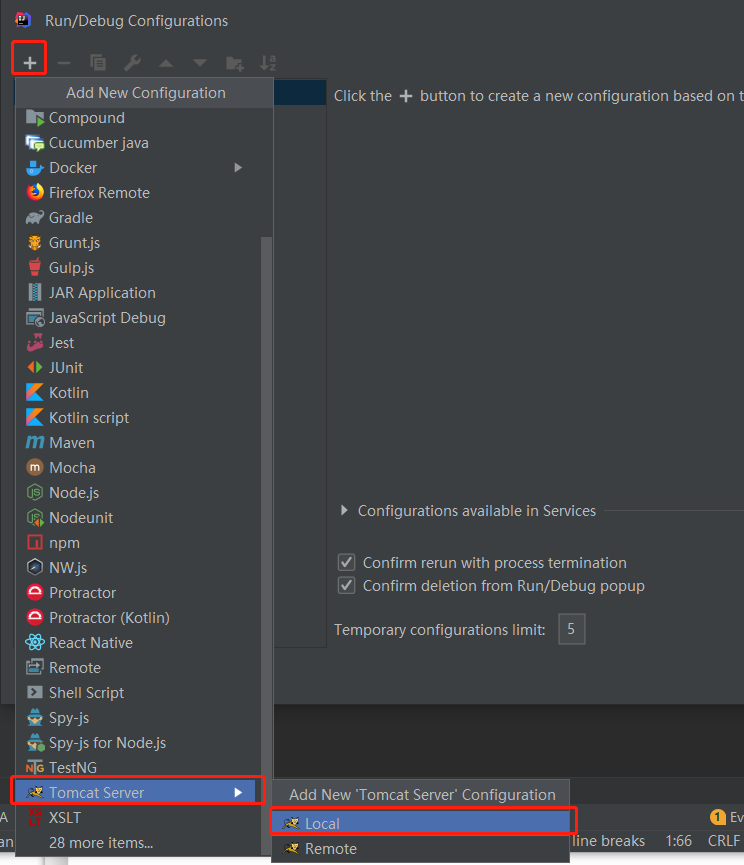 Run/Debug Configurations
Add New Configuration
Click the + button to create a new configuration based on t
Compound
Cucumber java
Docker
Firefox Remote
Gradle
Grunt.js
Gulp.js
JAR Application
JavaScript Debug
Jest
JUnit
Kotlin
Kotlin script
Maven
Mocha
Node.js
Nodeunit
npm
NW.js
Protractor
Protractor (Kotlin)
React Native
Remote
Shell Script
Spy-js
Spy-js for Node.js
TestNG
Tomcat Server
XSLT
28 more items...
Configurations available in Services
Confirm rerun with process termination
Confirm deletion from Run/Debug popup
Temporary configurations limit: 5
Add New 'Tomcat Server' Configuration
Local
Remote
A
an
1 Ev
line breaks 1:66 CRLF